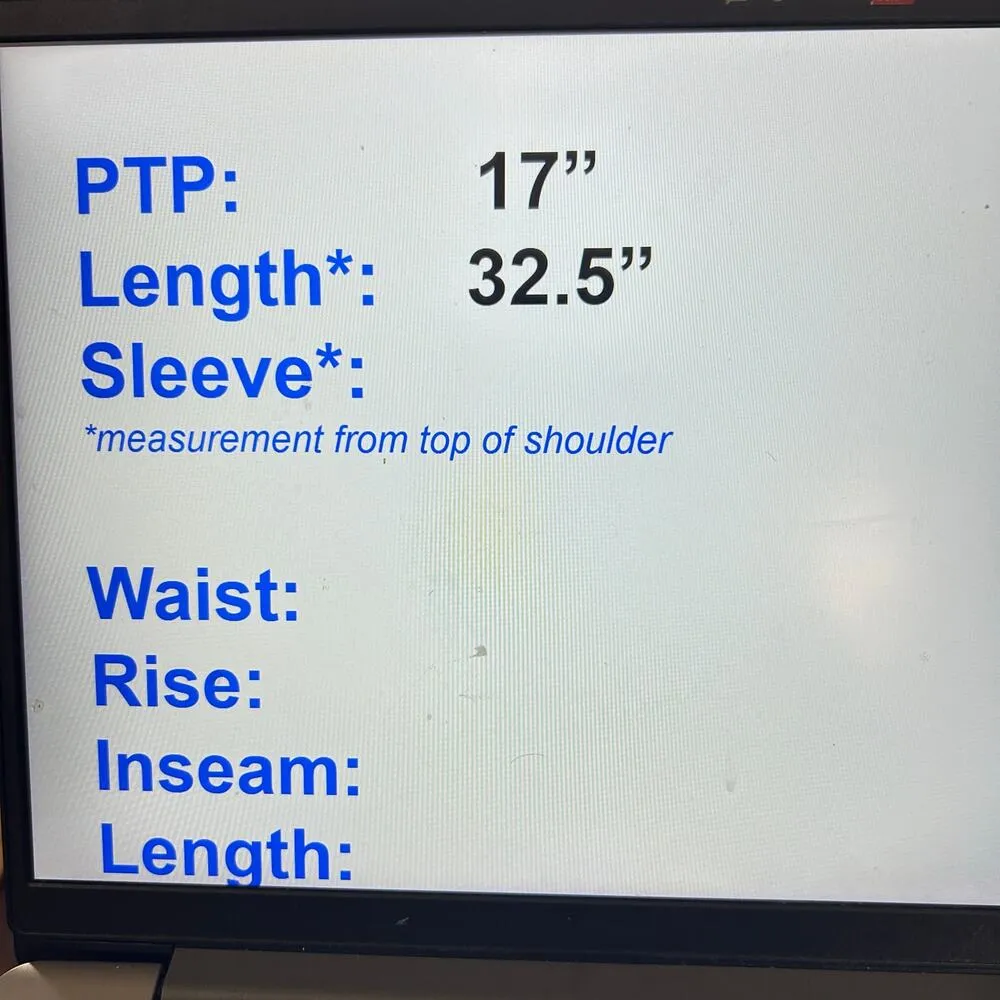 PTP: 17”
Length*: 32.5”
Sleeve*:
*measurement from top of shoulder
Waist:
Rise:
Inseam:
Length: